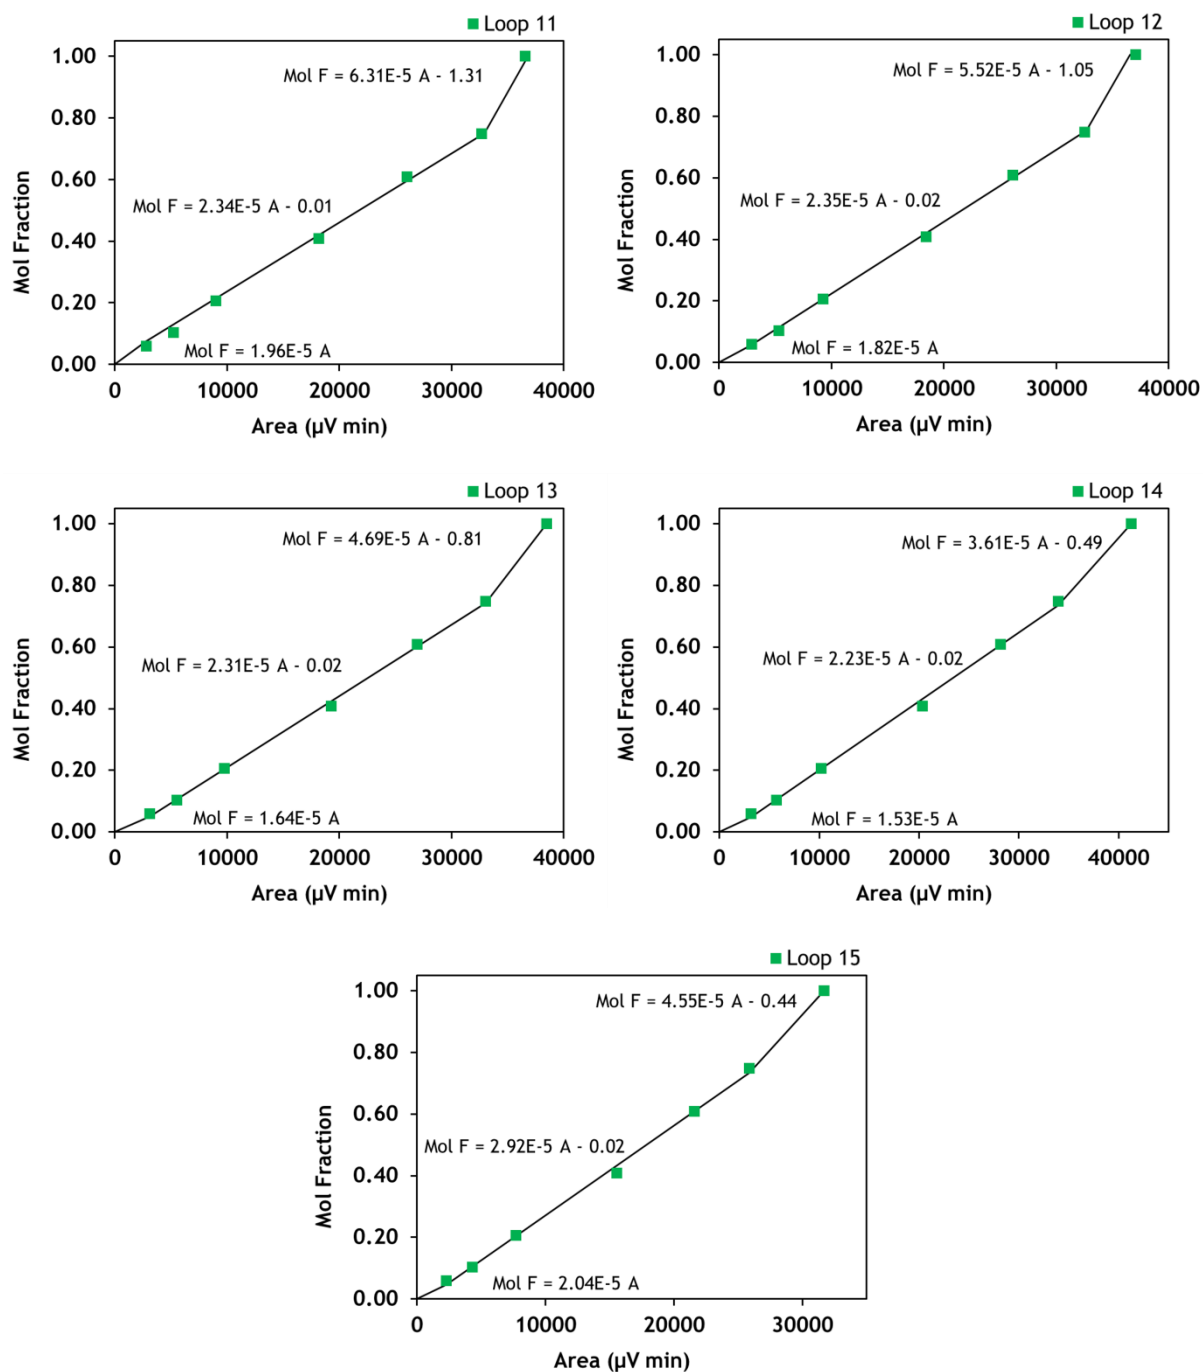 Loop 11
1.00
0.80
0.60
0.40
0.20
0.00
Mol Fraction
Mol F = 6.31E-5 A - 1.31
Mol F = 2.34E-5 A - 0.01
Mol F = 1.96E-5 A
0 10000 20000 30000 40000
Area (µV min)
Loop 12
1.00
0.80
0.60
0.40
0.20
0.00
Mol Fraction
Mol F = 5.52E-5 A - 1.05
Mol F = 2.35E-5 A - 0.02
Mol F = 1.82E-5 A
0 10000 20000 30000 40000
Area (µV min)
Loop 13
1.00
0.80
0.60
0.40
0.20
0.00
Mol Fraction
Mol F = 4.69E-5 A - 0.81
Mol F = 2.31E-5 A - 0.02
Mol F = 1.64E-5 A
0 10000 20000 30000 40000
Area (µV min)
Loop 14
1.00
0.80
0.60
0.40
0.20
0.00
Mol Fraction
Mol F = 3.61E-5 A - 0.49
Mol F = 2.23E-5 A - 0.02
Mol F = 1.53E-5 A
0 10000 20000 30000 40000
Area (µV min)
Loop 15
1.00
0.80
0.60
0.40
0.20
0.00
Mol Fraction
Mol F = 4.55E-5 A - 0.44
Mol F = 2.92E-5 A - 0.02
Mol F = 2.04E-5 A
0 10000 20000 30000
Area (µV min)